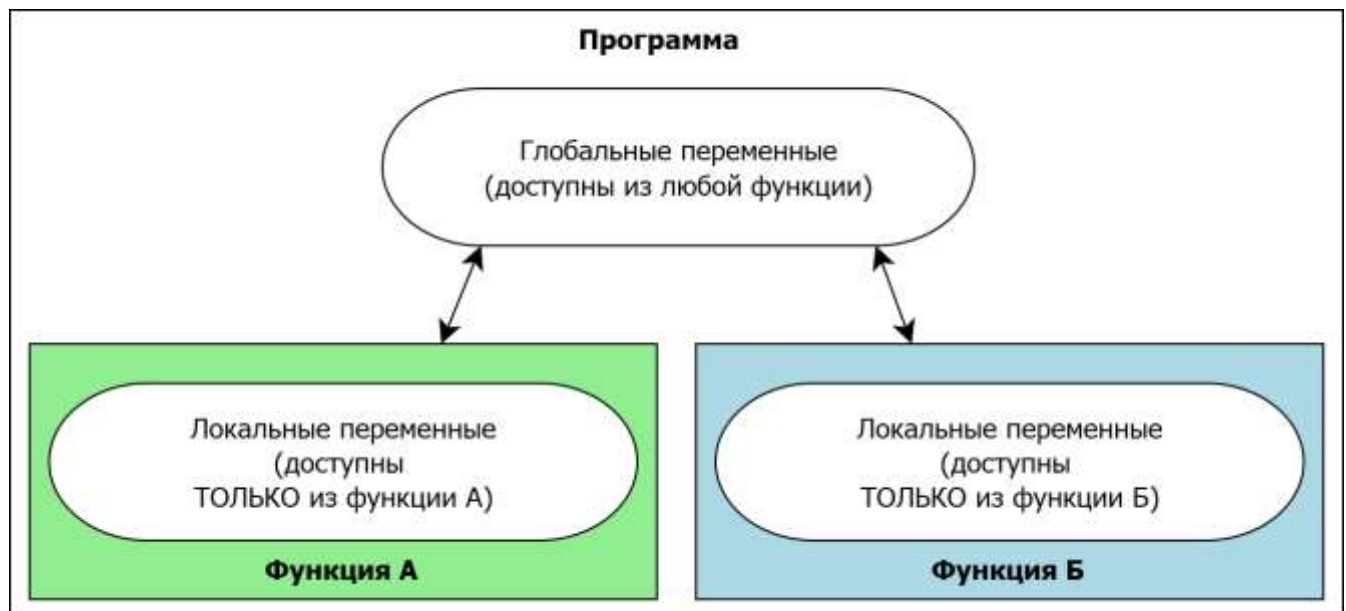 Программа
Глобальные переменные
(доступны из любой функции)
Локальные переменные
(доступны
ТОЛЬКО из функции А)
Функция А
Локальные переменные
(доступны
ТОЛЬКО из функции Б)
Функция Б